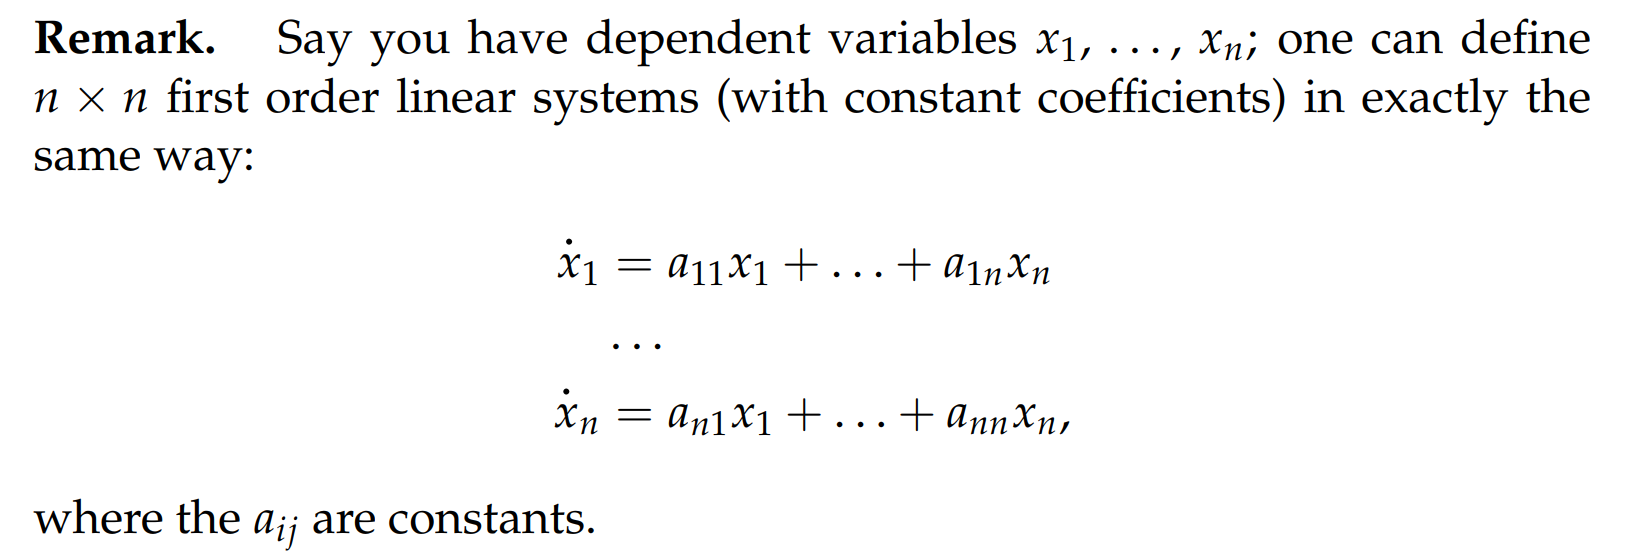 Remark. Say you have dependent variables x₁, . . . , xₙ; one can define
n × n first order linear systems (with constant coefficients) in exactly the
same way:
ẋ₁ = a₁₁x₁ + . . . + a₁ₙxₙ
. . .
ẋₙ = aₙ₁x₁ + . . . + aₙₙxₙ,
where the aᵢⱼ are constants.